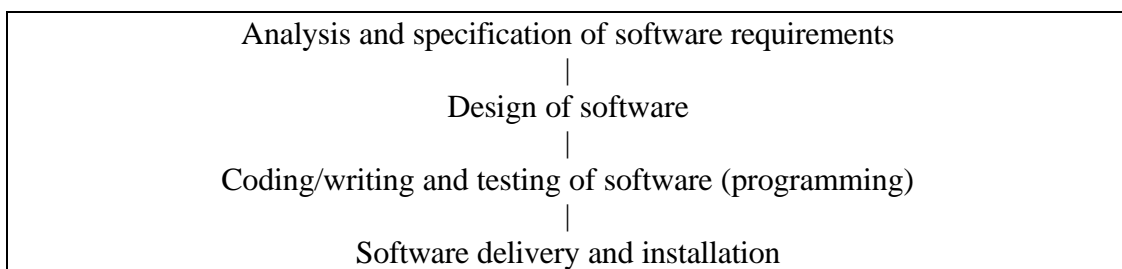 Analysis and specification of software requirements
|
Design of software
|
Coding/writing and testing of software (programming)
|
Software delivery and installation